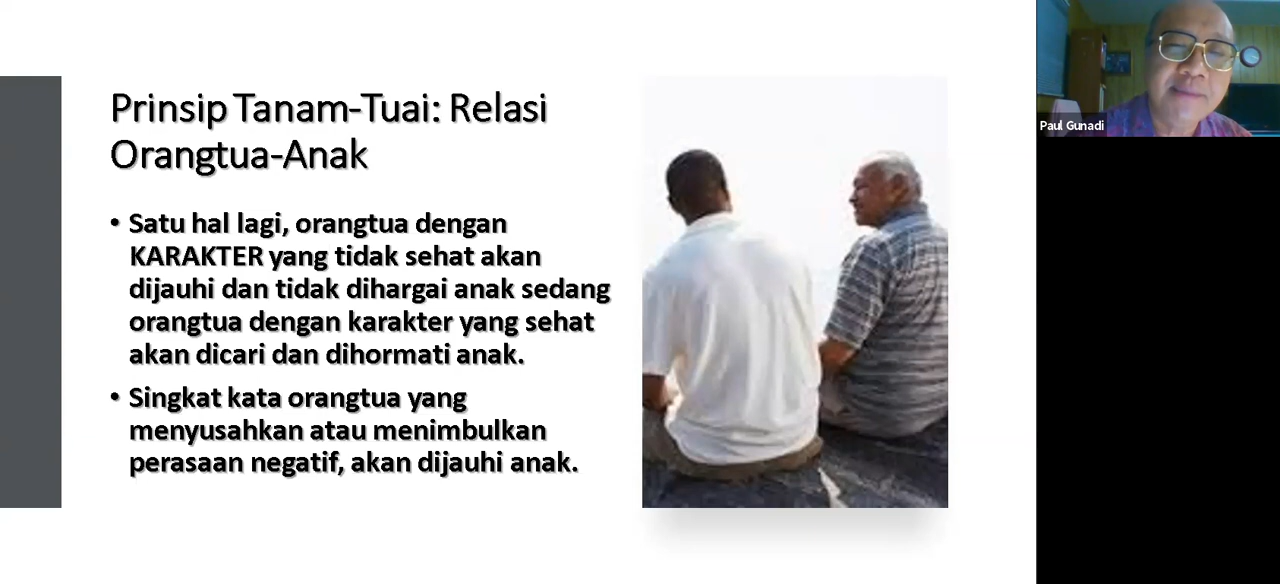 Prinsip Tanam-Tuai: Relasi
Orangtua-Anak
• Satu hal lagi, orangtua dengan
KARAKTER yang tidak sehat akan
dijauhi dan tidak dihargai anak sedang
orangtua dengan karakter yang sehat
akan dicari dan dihormati anak.
• Singkat kata orangtua yang
menyusahkan atau menimbulkan
perasaan negatif, akan dijauhi anak.
Paul Gunadi